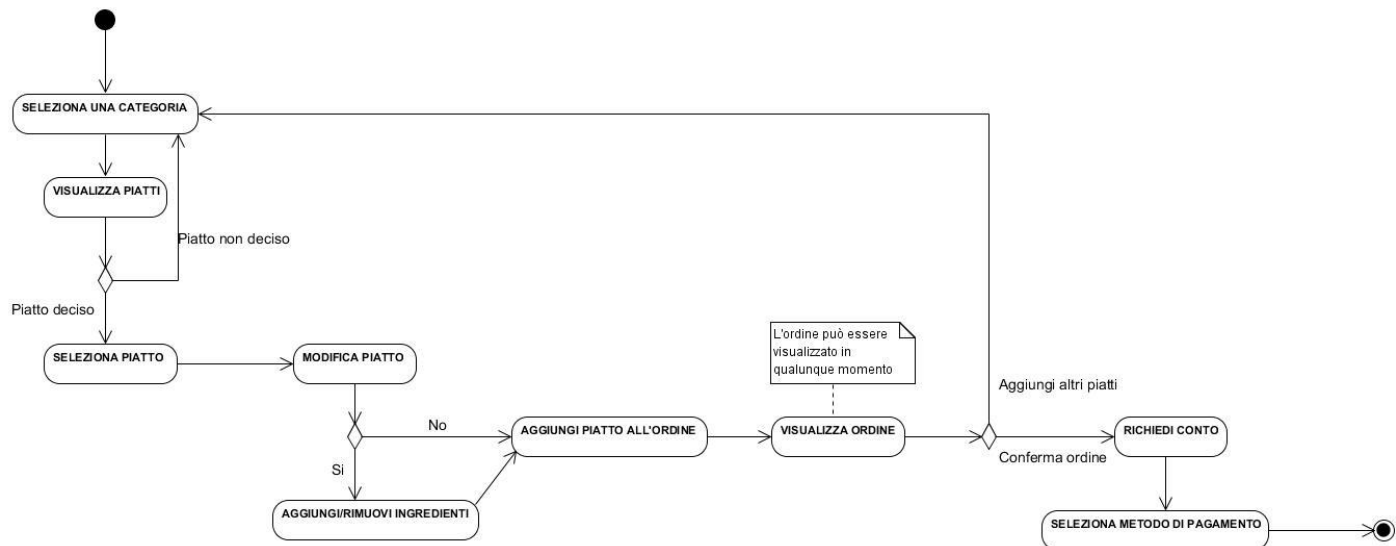 SELEZIONA UNA CATEGORIA
VISUALIZZA PIATTI
Piatto non deciso
Piatto deciso
SELEZIONA PIATTO
MODIFICA PIATTO
No
Si
AGGIUNGI/RIMUOVI INGREDIENTI
AGGIUNGI PIATTO ALL'ORDINE
L'ordine può essere
visualizzato in
qualunque momento
VISUALIZZA ORDINE
Aggiungi altri piatti
Conferma ordine
RICHIEDI CONTO
SELEZIONA METODO DI PAGAMENTO